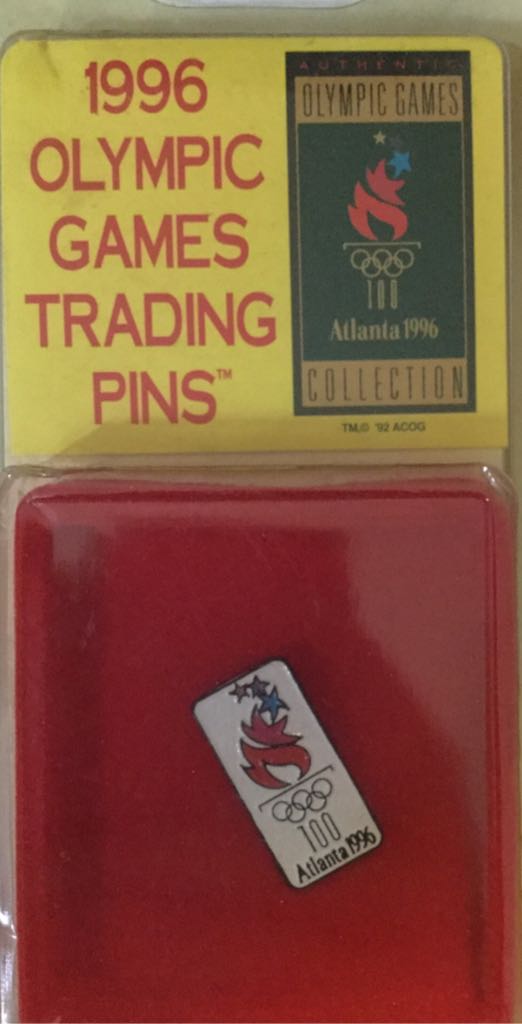 1996
OLYMPIC
GAMES
TRADING
PINS™
AUTHENTIC
OLYMPIC GAMES
100
Atlanta 1996
COLLECTION
TM,© '92 ACOG
100
Atlanta 1996